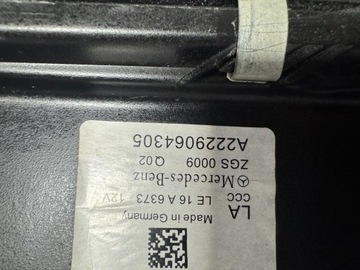 LA
Made in Germany
CCC LE 16 A 6373 12V
Mercedes-Benz
ZGS 0009 Q02
A2229064305